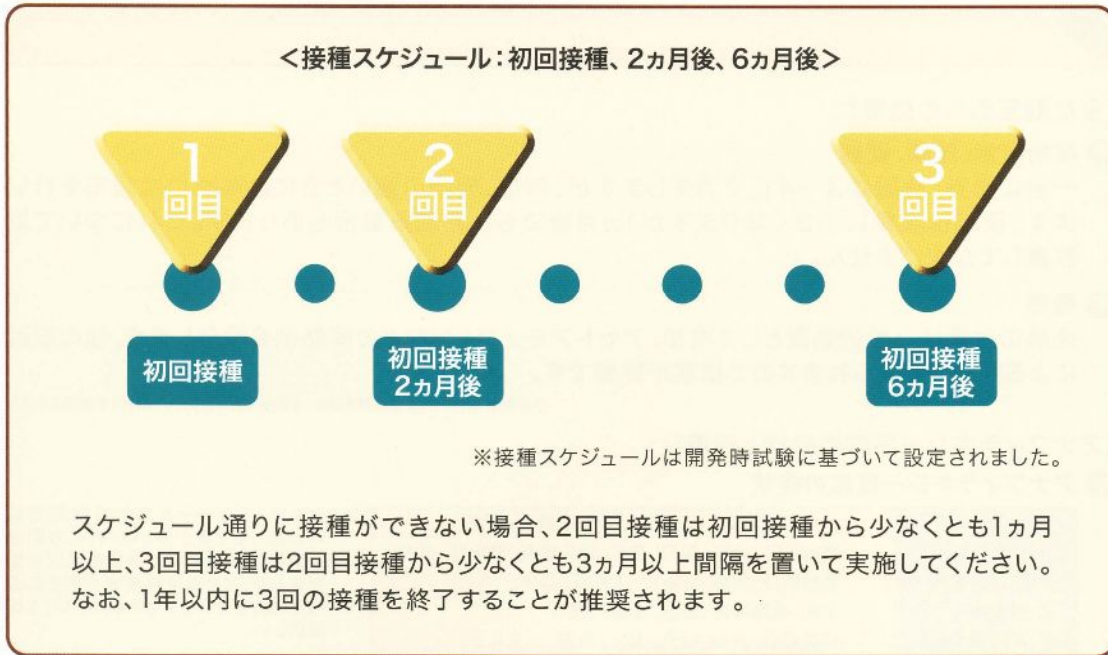 <接種スケジュール:初回接種、2ヵ月後、6ヵ月後>
1
回目
2
回目
3
回目
初回接種
初回接種
2ヵ月後
初回接種
6ヵ月後
※接種スケジュールは開発時試験に基づいて設定されました。
スケジュール通りに接種ができない場合、2回目接種は初回接種から少なくとも1ヵ月
以上、3回目接種は2回目接種から少なくとも3ヵ月以上間隔を置いて実施してください。
なお、1年以内に3回の接種を終了することが推奨されます。